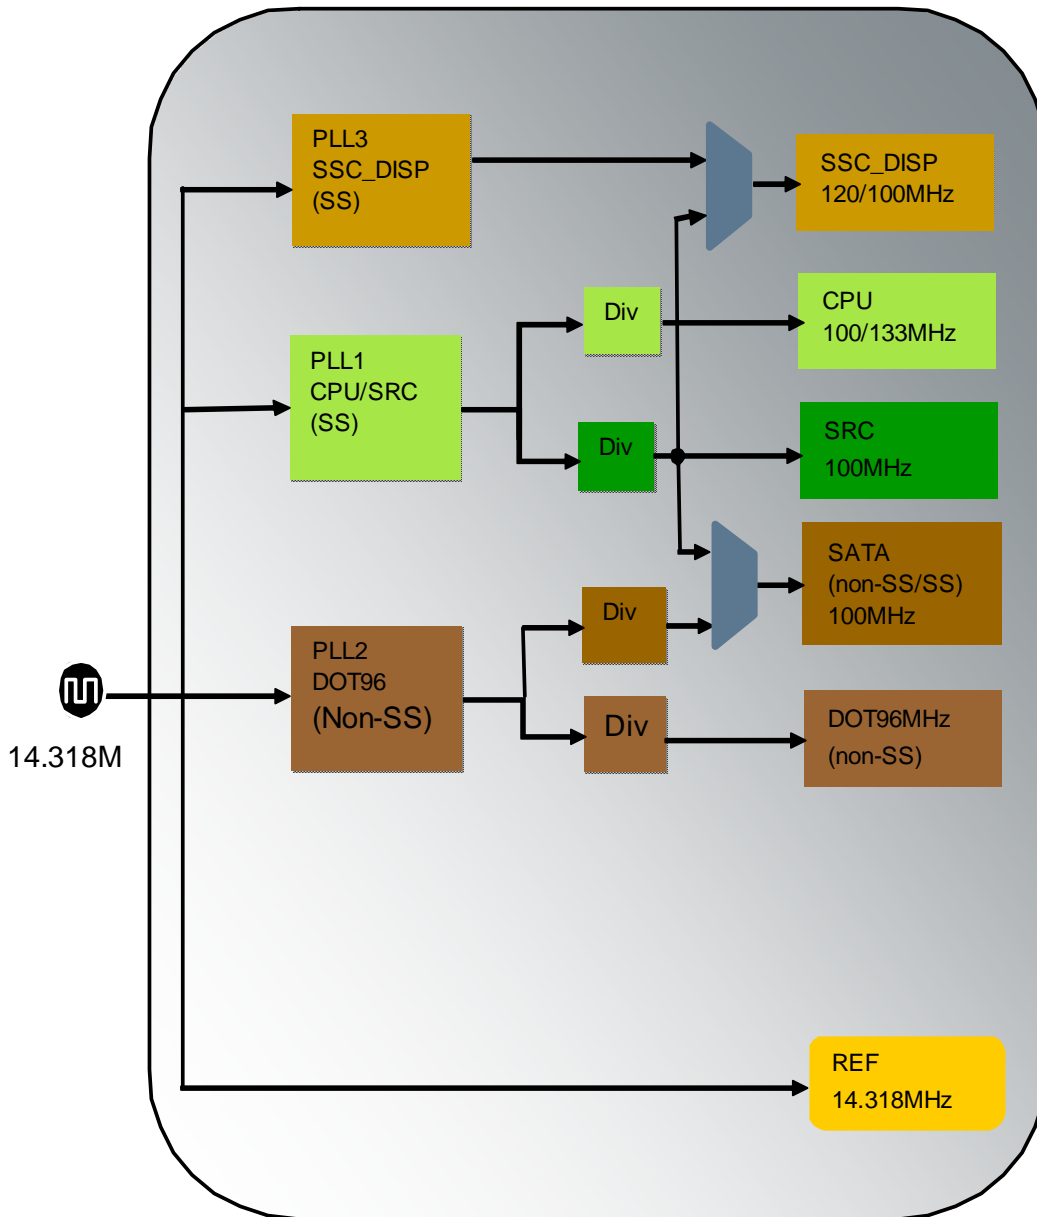 PLL3
SSC_DISP
(SS)
SSC_DISP
120/100MHz
Div
CPU
100/133MHz
PLL1
CPU/SRC
(SS)
Div
SRC
100MHz
SATA
(non-SS/SS)
100MHz
Div
PLL2
DOT96
(Non-SS)
Div
DOT96MHz
(non-SS)
14.318M
REF
14.318MHz